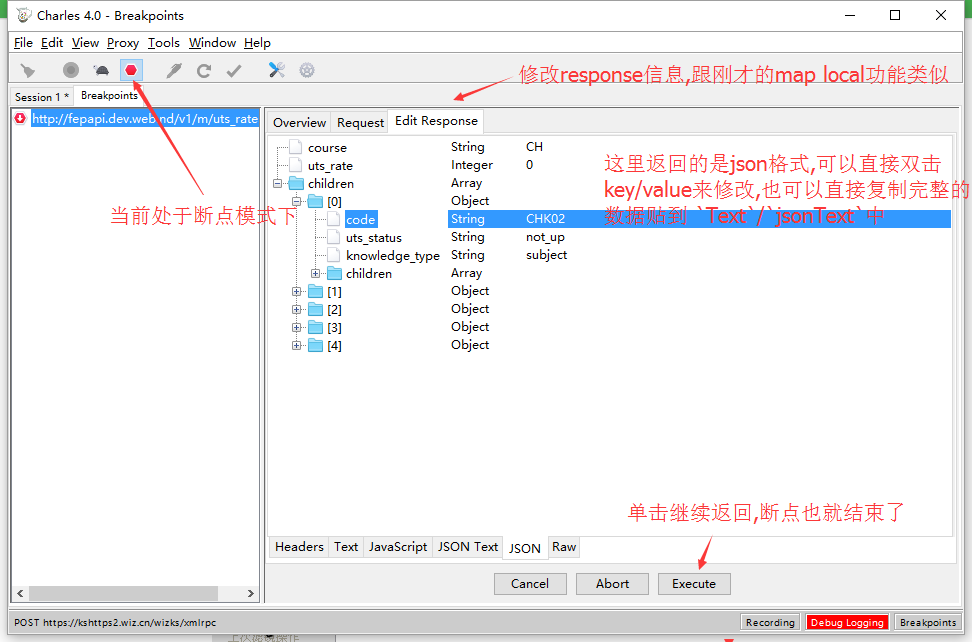 Charles 4.0 - Breakpoints
File Edit View Proxy Tools Window Help
修改response信息,跟刚才的map local功能类似
Session 1 * Breakpoints
http://fepapi.dev.webind/v1/m/uts_rate
Overview Request Edit Response
course String CH
uts_rate Integer 0
children Array
[0] Object
code String CHK02
uts_status String not_up
knowledge_type String subject
children Array
[1] Object
[2] Object
[3] Object
[4] Object
这里返回的是json格式,可以直接双击
key/value来修改,也可以直接复制完整的
数据贴到 `Text`/`jsonText`中
当前处于断点模式下
单击继续返回,断点也就结束了
Headers Text JavaScript JSON Text JSON Raw
Cancel Abort Execute
POST https://kshttps2.wiz.cn/wizks/xmlrpc
Recording Debug Logging Breakpoints